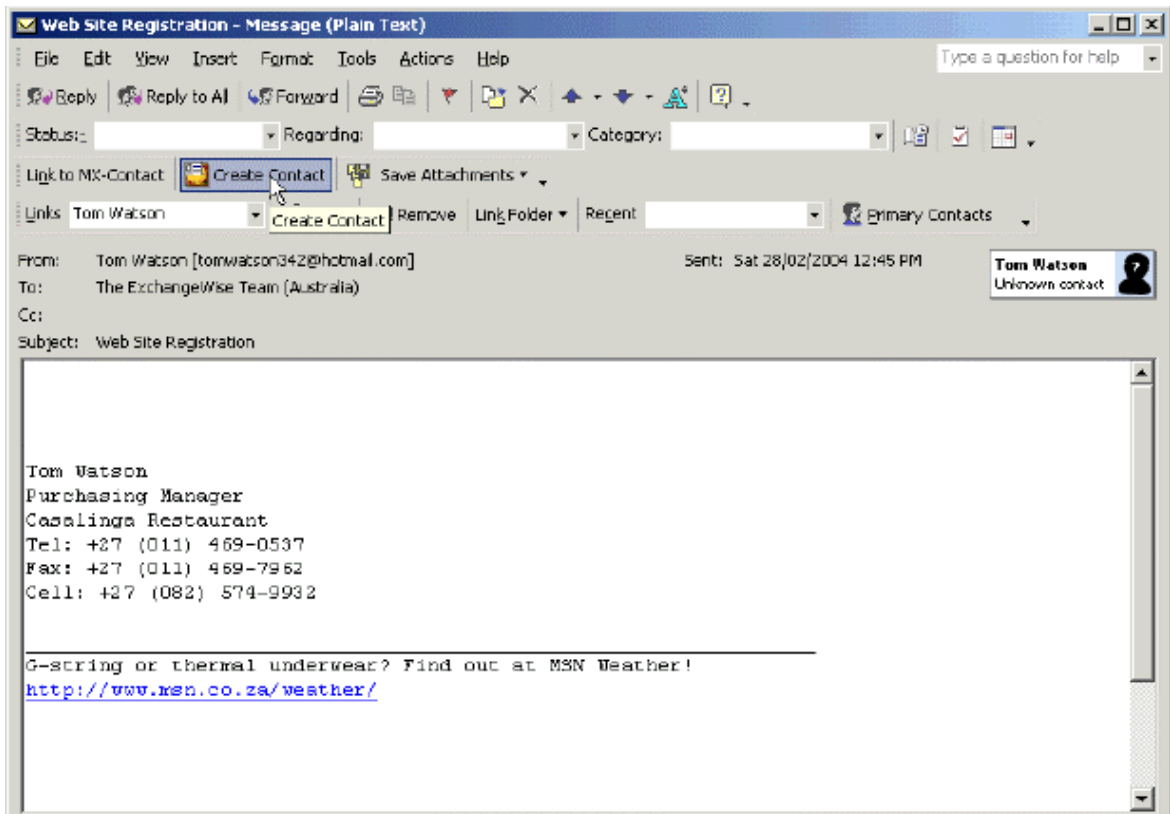 Web Site Registration - Message (Plain Text)
File Edit View Insert Format Tools Actions Help Type a question for help
Reply Reply to All Forward
Status: Regarding: Category:
Link to MX-Contact Create Contact Save Attachments
Links Tom Watson Create Contact Remove Link Folder Recent Primary Contacts
From: Tom Watson [tomwatson342@hotmail.com] Sent: Sat 28/02/2004 12:45 PM Tom Watson
To: The ExchangeWise Team (Australia) Unknown contact
Cc:
Subject: Web Site Registration
Tom Watson
Purchasing Manager
Casalinga Restaurant
Tel: +27 (011) 469-0537
Fax: +27 (011) 469-7962
Cell: +27 (082) 574-9932
G-string or thermal underwear? Find out at MSN Weather!
http://www.msn.co.za/weather/